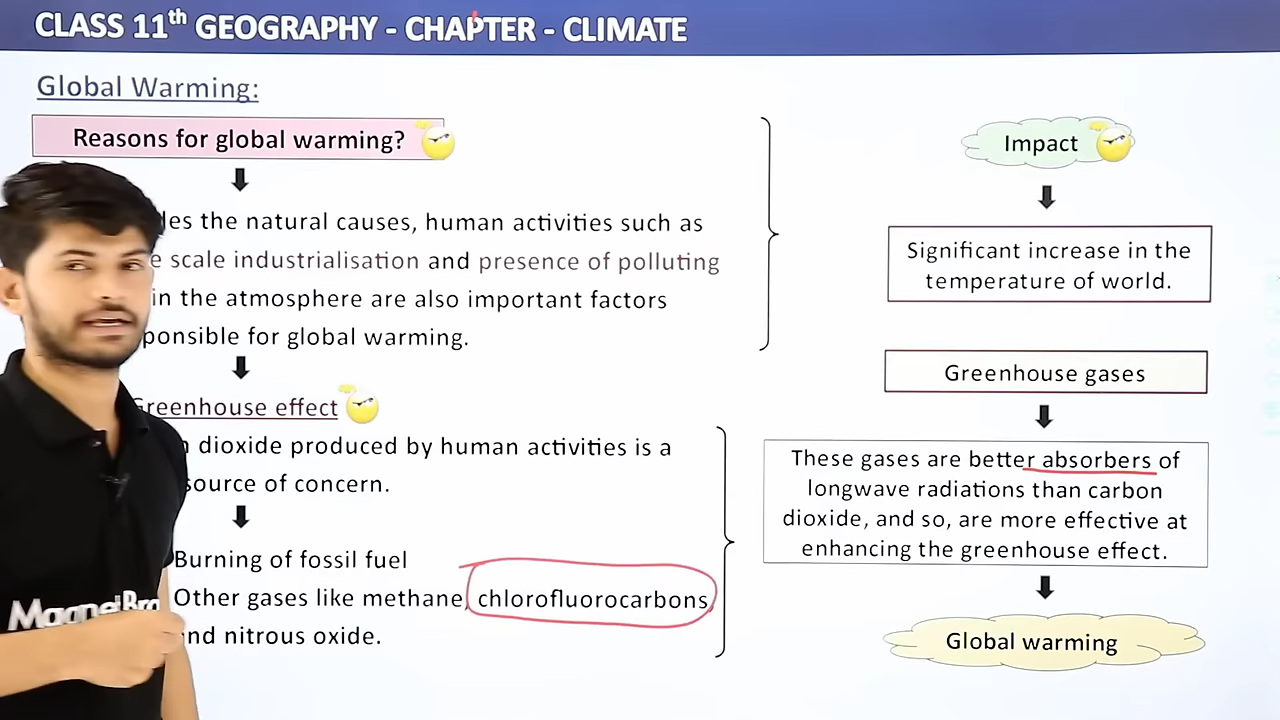 CLASS 11th GEOGRAPHY - CHAPTER - CLIMATE
Global Warming:
Reasons for global warming?
the natural causes, human activities such as
scale industrialisation and presence of polluting
in the atmosphere are also important factors
for global warming.
Greenhouse effect
dioxide produced by human activities is a
source of concern.
Burning of fossil fuel
Other gases like methane, chlorofluorocarbons
and nitrous oxide.
Impact
Significant increase in the
temperature of world.
Greenhouse gases
These gases are better absorbers of
longwave radiations than carbon
dioxide, and so, are more effective at
enhancing the greenhouse effect.
Global warming